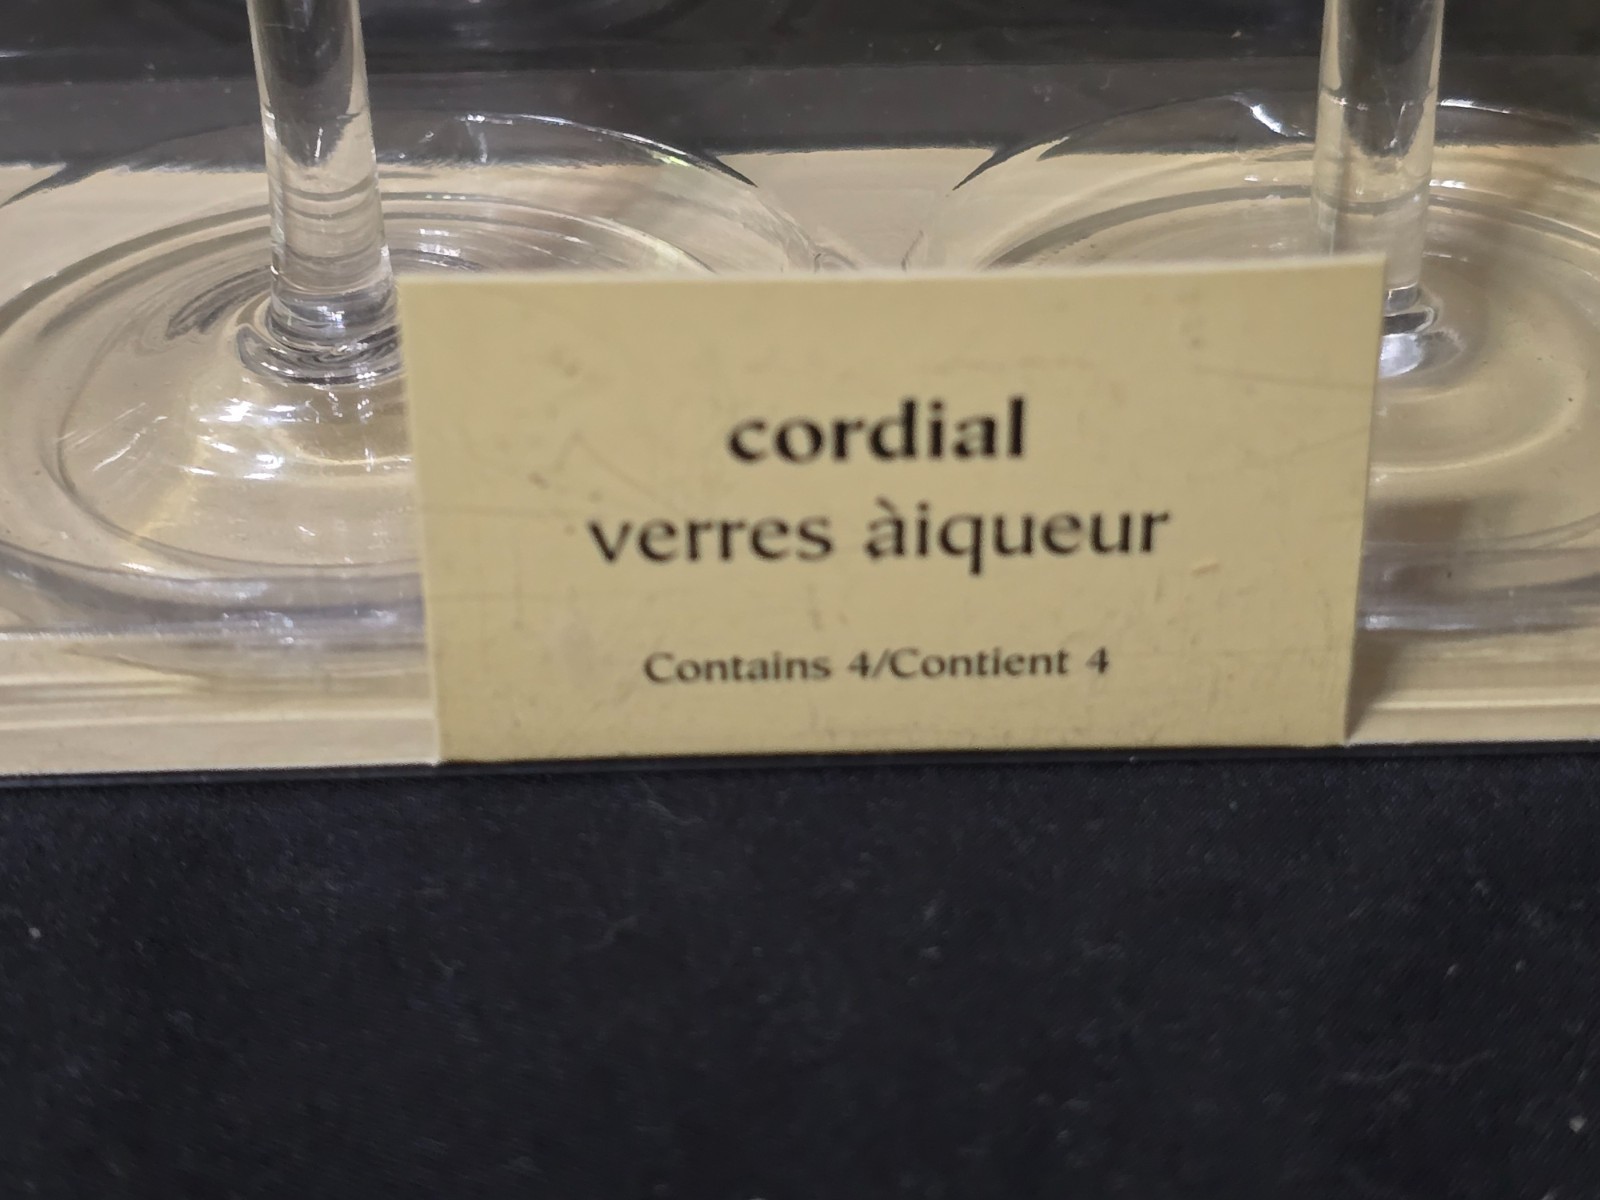 cordial
verres àiqueur
Contains 4/Contient 4